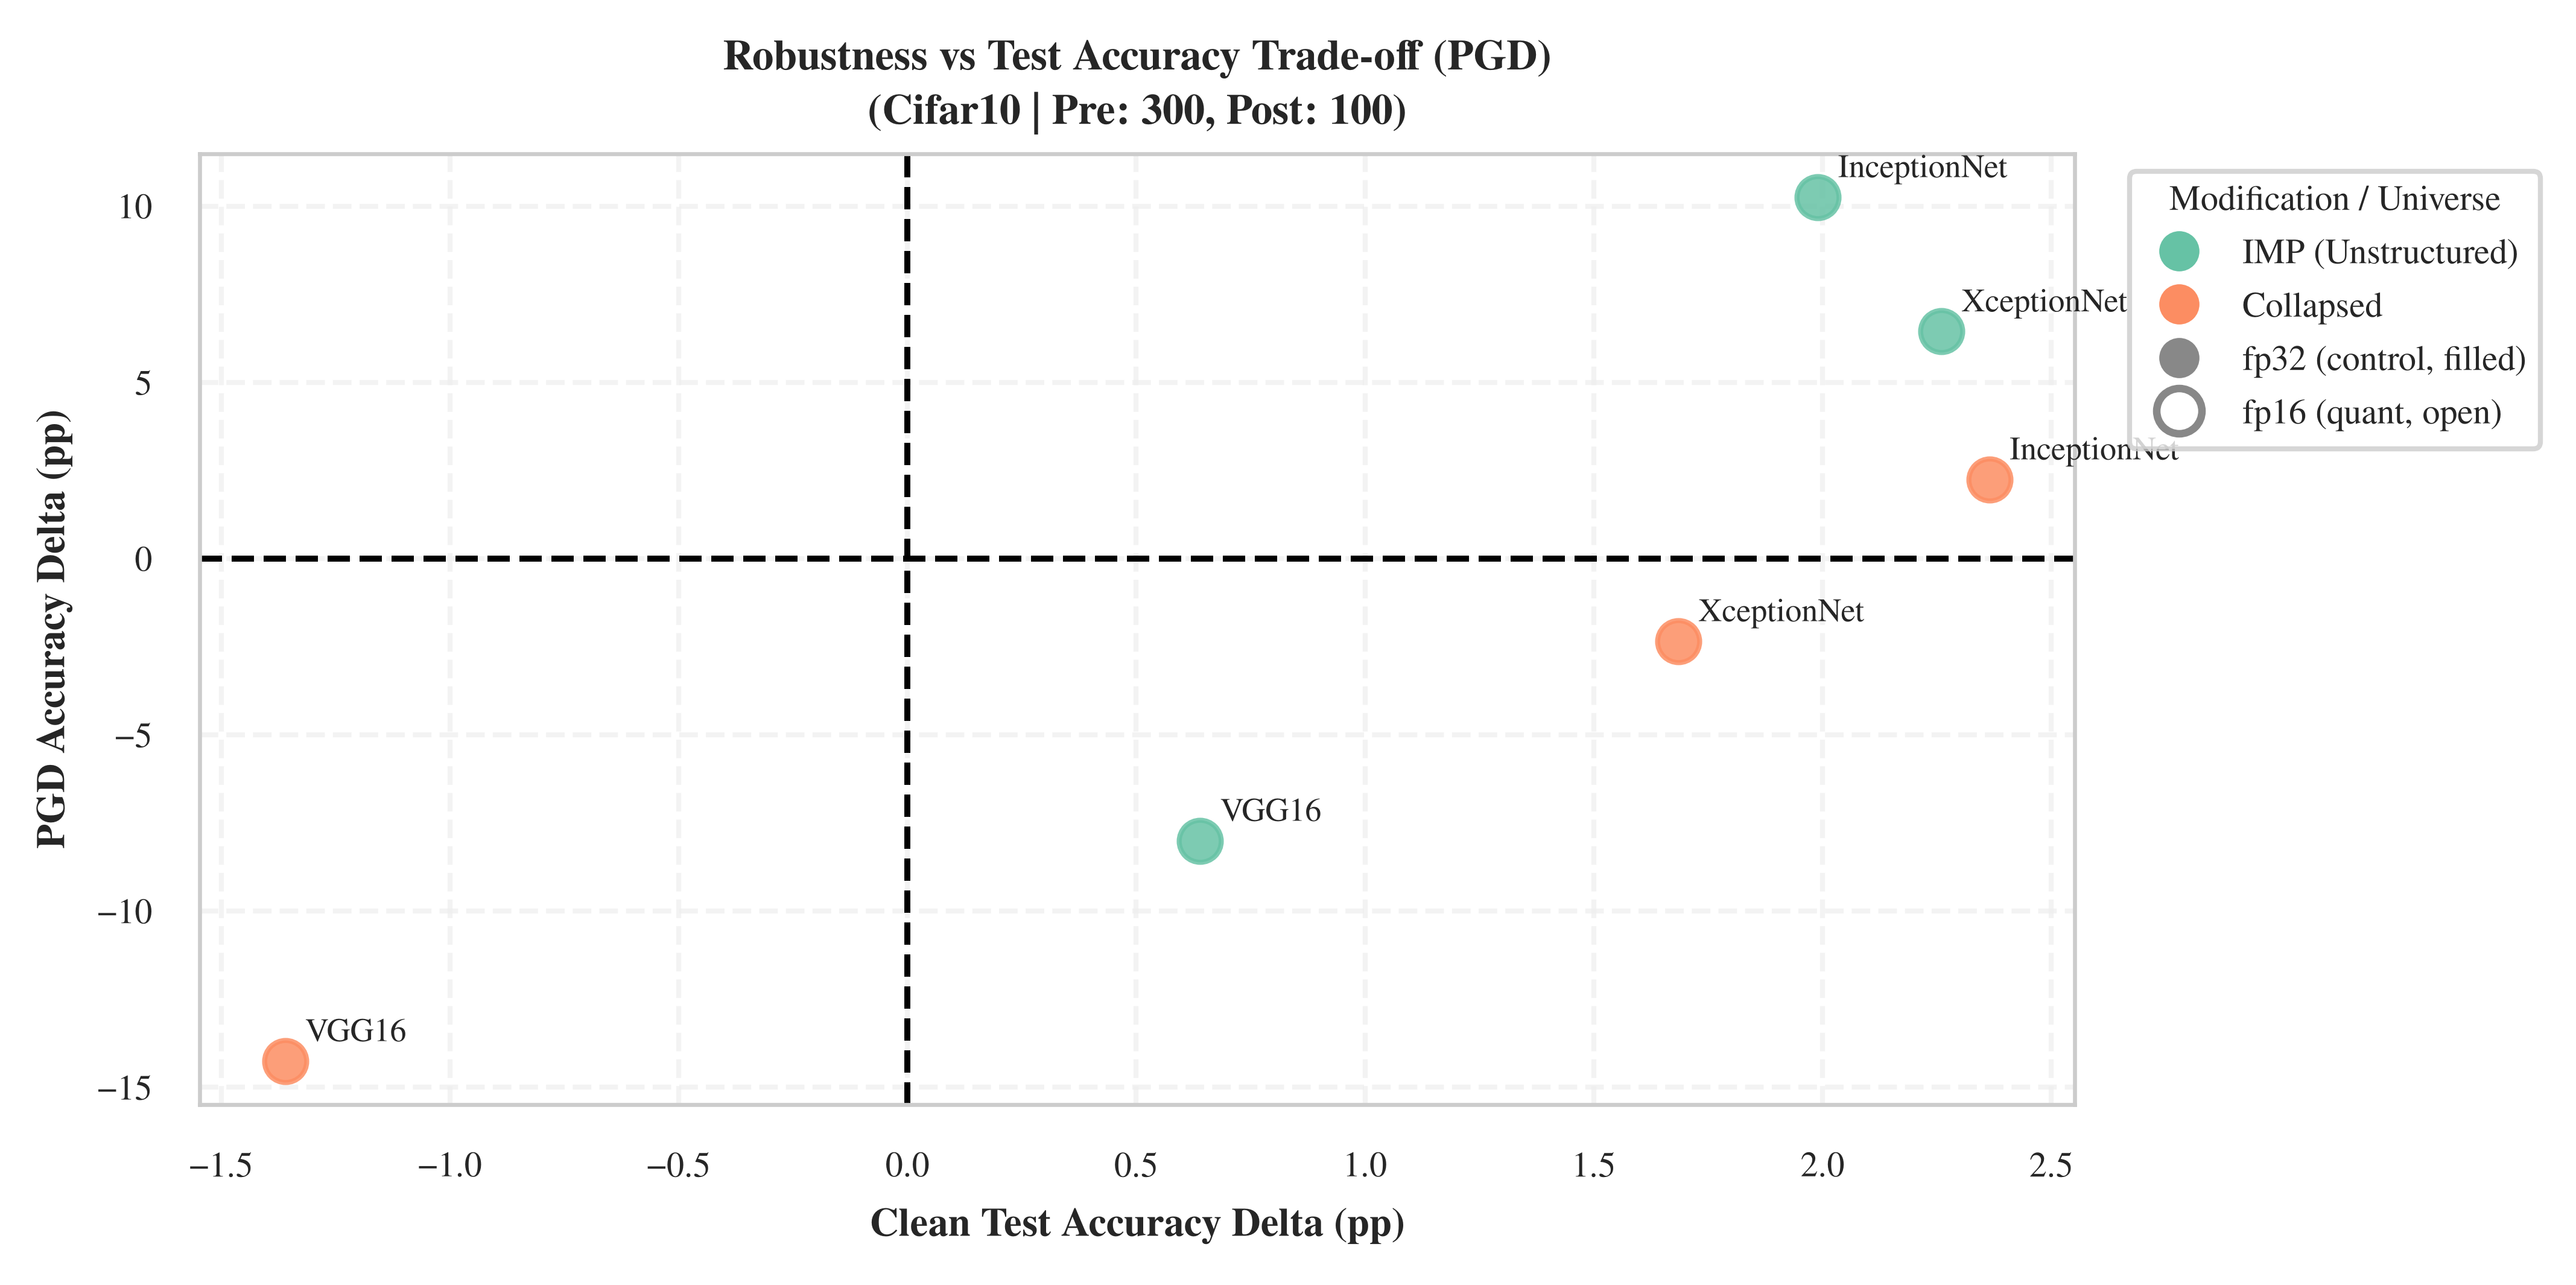 Robustness vs Test Accuracy Trade-off (PGD)
(Cifar10 | Pre: 300, Post: 100)
InceptionNet
XceptionNet
InceptionNet
XceptionNet
VGG16
VGG16
Modification / Universe
IMP (Unstructured)
Collapsed
fp32 (control, filled)
fp16 (quant, open)
PGD Accuracy Delta (pp)
10
5
0
−5
−10
−15
−1.5 −1.0 −0.5 0.0 0.5 1.0 1.5 2.0 2.5
Clean Test Accuracy Delta (pp)